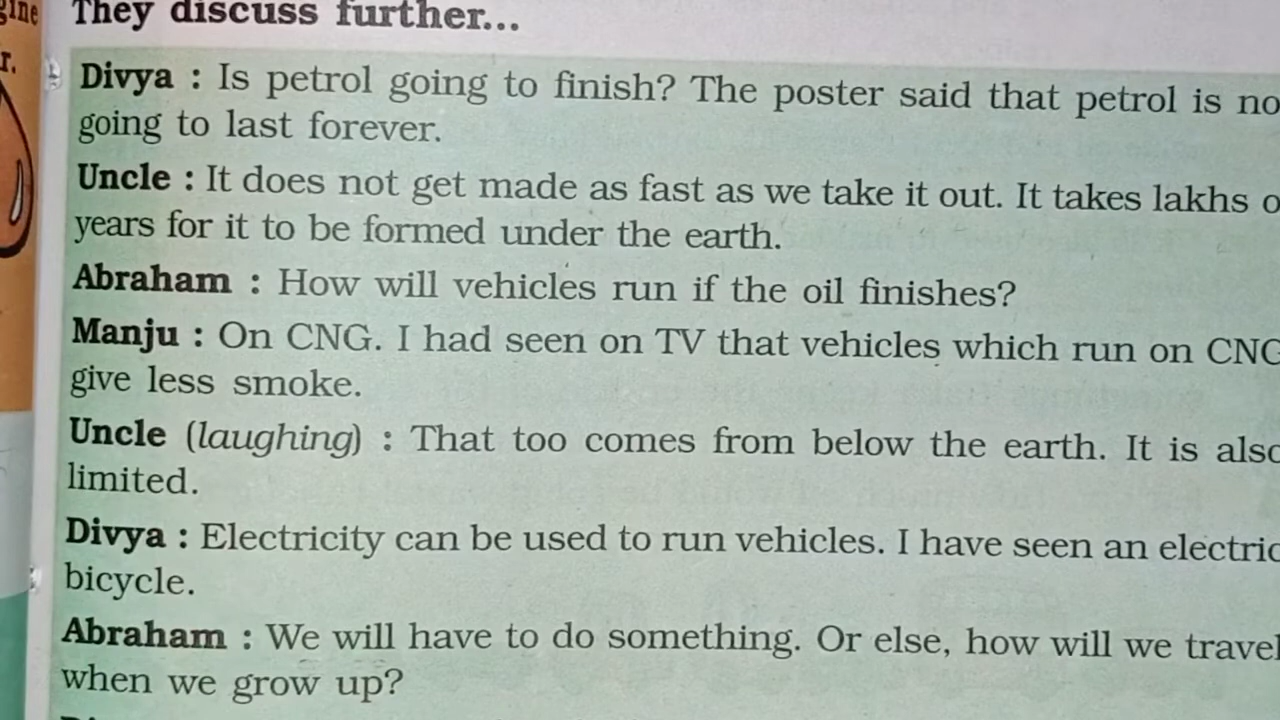 gine
r.
They discuss further...
Divya : Is petrol going to finish? The poster said that petrol is no
going to last forever.
Uncle : It does not get made as fast as we take it out. It takes lakhs o
years for it to be formed under the earth.
Abraham : How will vehicles run if the oil finishes?
Manju : On CNG. I had seen on TV that vehicles which run on CNG
give less smoke.
Uncle (laughing) : That too comes from below the earth. It is also
limited.
Divya : Electricity can be used to run vehicles. I have seen an electric
bicycle.
Abraham : We will have to do something. Or else, how will we travel
when we grow up?